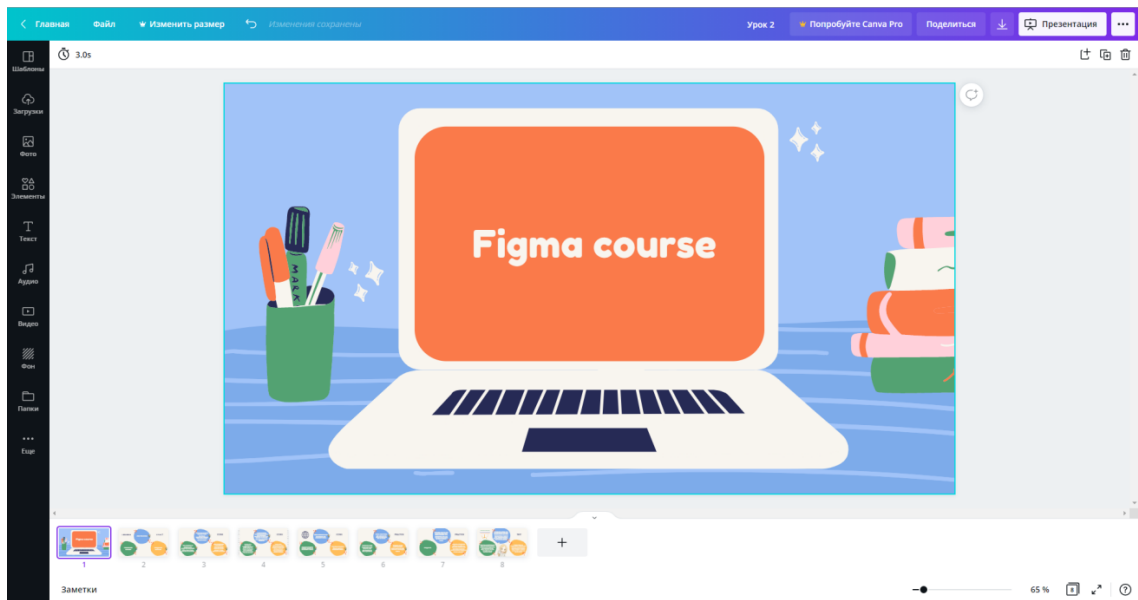 Главная Файл Изменить размер Изменения сохранены Урок 2 Попробуйте Canva Pro Поделиться Презентация
3.0s
Шаблоны
Загрузки
Фото
Элементы
Текст
Аудио
Видео
Фон
Папки
Еще
Figma course
MARK
1 2 3 4 5 6 7 8
Заметки 65 % 8